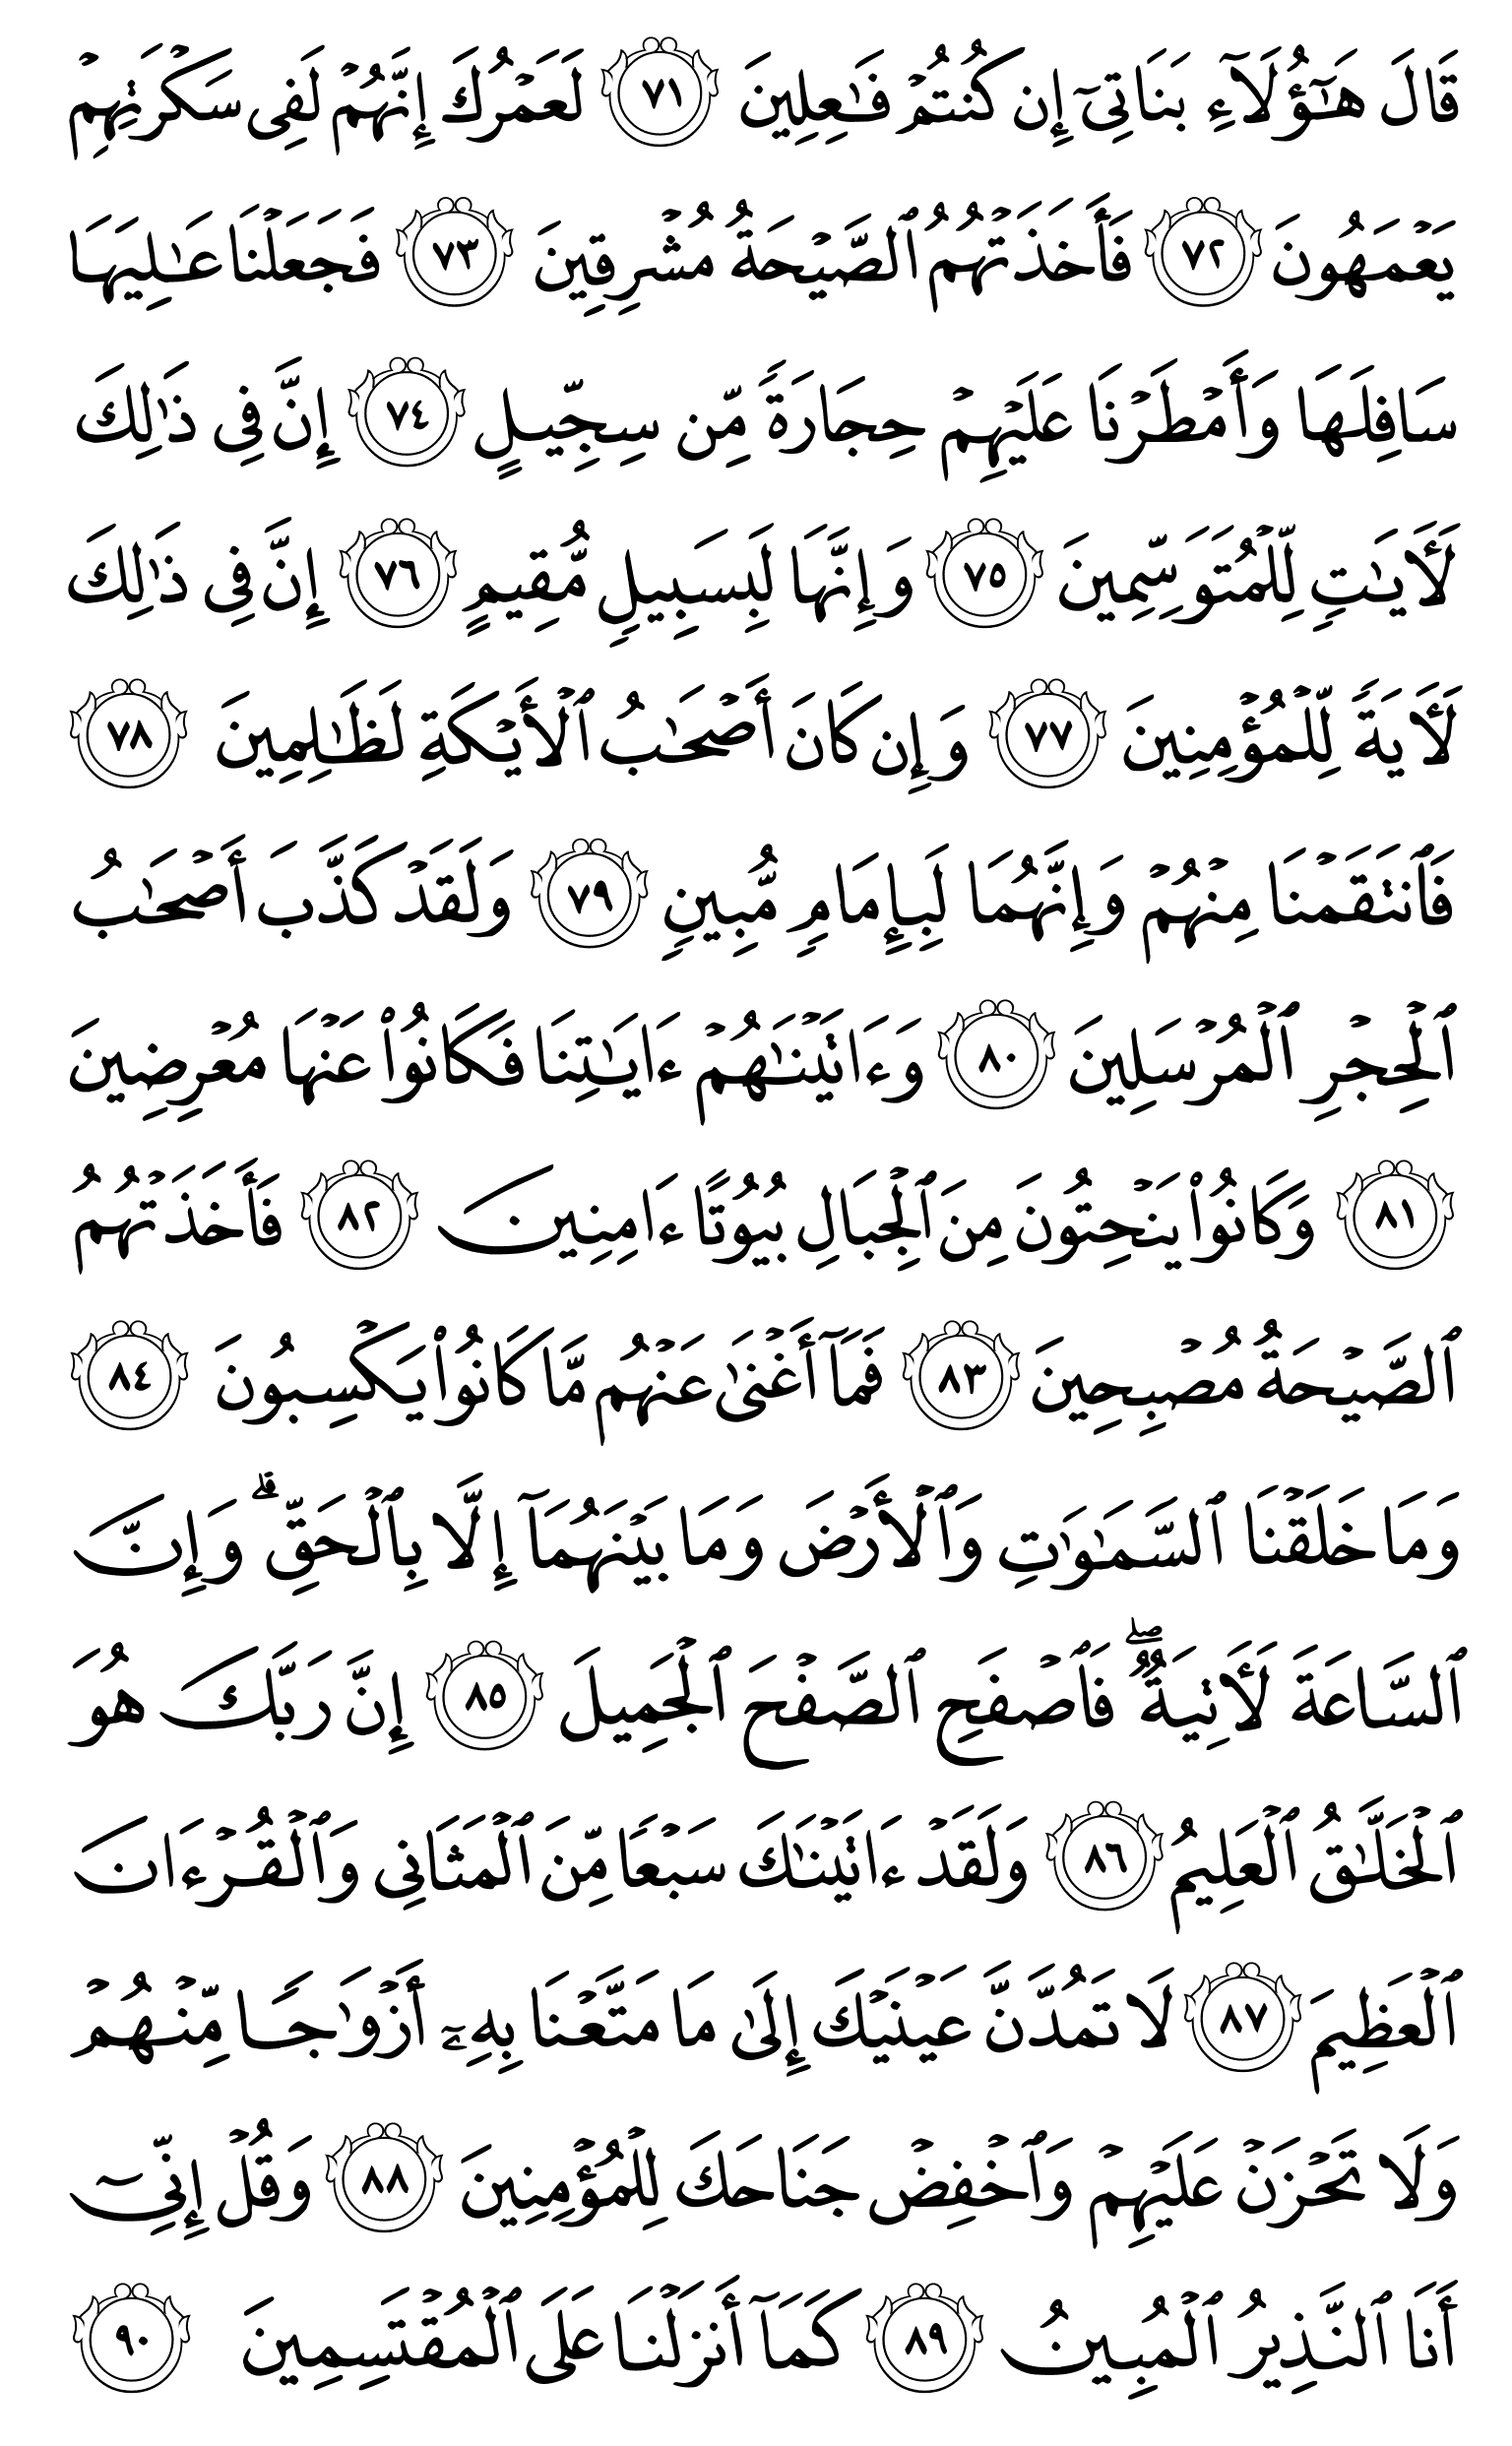 قَالَ هَـٰٓؤُلَآءِ بَنَاتِىٓ إِن كُنتُمۡ فَـٰعِلِينَ ٧١ لَعَمۡرُكَ إِنَّهُمۡ لَفِى سَكۡرَتِهِمۡ
يَعۡمَهُونَ ٧٢ فَأَخَذَتۡهُمُ ٱلصَّيۡحَةُ مُشۡرِقِينَ ٧٣ فَجَعَلۡنَا عَـٰلِيَهَا
سَافِلَهَا وَأَمۡطَرۡنَا عَلَيۡهِمۡ حِجَارَةً مِّن سِجِّيلٍ ٧٤ إِنَّ فِى ذَٰلِكَ
لَـَٔايَـٰتٍ لِّلۡمُتَوَسِّمِينَ ٧٥ وَإِنَّهَا لَبِسَبِيلٍ مُّقِيمٍ ٧٦ إِنَّ فِى ذَٰلِكَ
لَـَٔايَةً لِّلۡمُؤۡمِنِينَ ٧٧ وَإِن كَانَ أَصۡحَـٰبُ ٱلۡأَيۡكَةِ لَظَـٰلِمِينَ ٧٨
فَٱنتَقَمۡنَا مِنۡهُمۡ وَإِنَّهُمَا لَبِإِمَامٍ مُّبِينٍ ٧٩ وَلَقَدۡ كَذَّبَ أَصۡحَـٰبُ
ٱلۡحِجۡرِ ٱلۡمُرۡسَلِينَ ٨٠ وَءَاتَيۡنَـٰهُمۡ ءَايَـٰتِنَا فَكَانُوا۟ عَنۡهَا مُعۡرِضِينَ
٨١ وَكَانُوا۟ يَنۡحِتُونَ مِنَ ٱلۡجِبَالِ بُيُوتًا ءَامِنِينَ ٨٢ فَأَخَذَتۡهُمُ
ٱلصَّيۡحَةُ مُصۡبِحِينَ ٨٣ فَمَآ أَغۡنَىٰ عَنۡهُم مَّا كَانُوا۟ يَكۡسِبُونَ ٨٤
وَمَا خَلَقۡنَا ٱلسَّمَـٰوَٰتِ وَٱلۡأَرۡضَ وَمَا بَيۡنَهُمَآ إِلَّا بِٱلۡحَقِّۗ وَإِنَّ
ٱلسَّاعَةَ لَـَٔاتِيَةٌۖ فَٱصۡفَحِ ٱلصَّفۡحَ ٱلۡجَمِيلَ ٨٥ إِنَّ رَبَّكَ هُوَ
ٱلۡخَلَّـٰقُ ٱلۡعَلِيمُ ٨٦ وَلَقَدۡ ءَاتَيۡنَـٰكَ سَبۡعًا مِّنَ ٱلۡمَثَانِى وَٱلۡقُرۡءَانَ
ٱلۡعَظِيمَ ٨٧ لَا تَمُدَّنَّ عَيۡنَيۡكَ إِلَىٰ مَا مَتَّعۡنَا بِهِۦٓ أَزۡوَٰجًا مِّنۡهُمۡ
وَلَا تَحۡزَنۡ عَلَيۡهِمۡ وَٱخۡفِضۡ جَنَاحَكَ لِلۡمُؤۡمِنِينَ ٨٨ وَقُلۡ إِنِّىٓ
أَنَا ٱلنَّذِيرُ ٱلۡمُبِينُ ٨٩ كَمَآ أَنزَلۡنَا عَلَى ٱلۡمُقۡتَسِمِينَ ٩٠